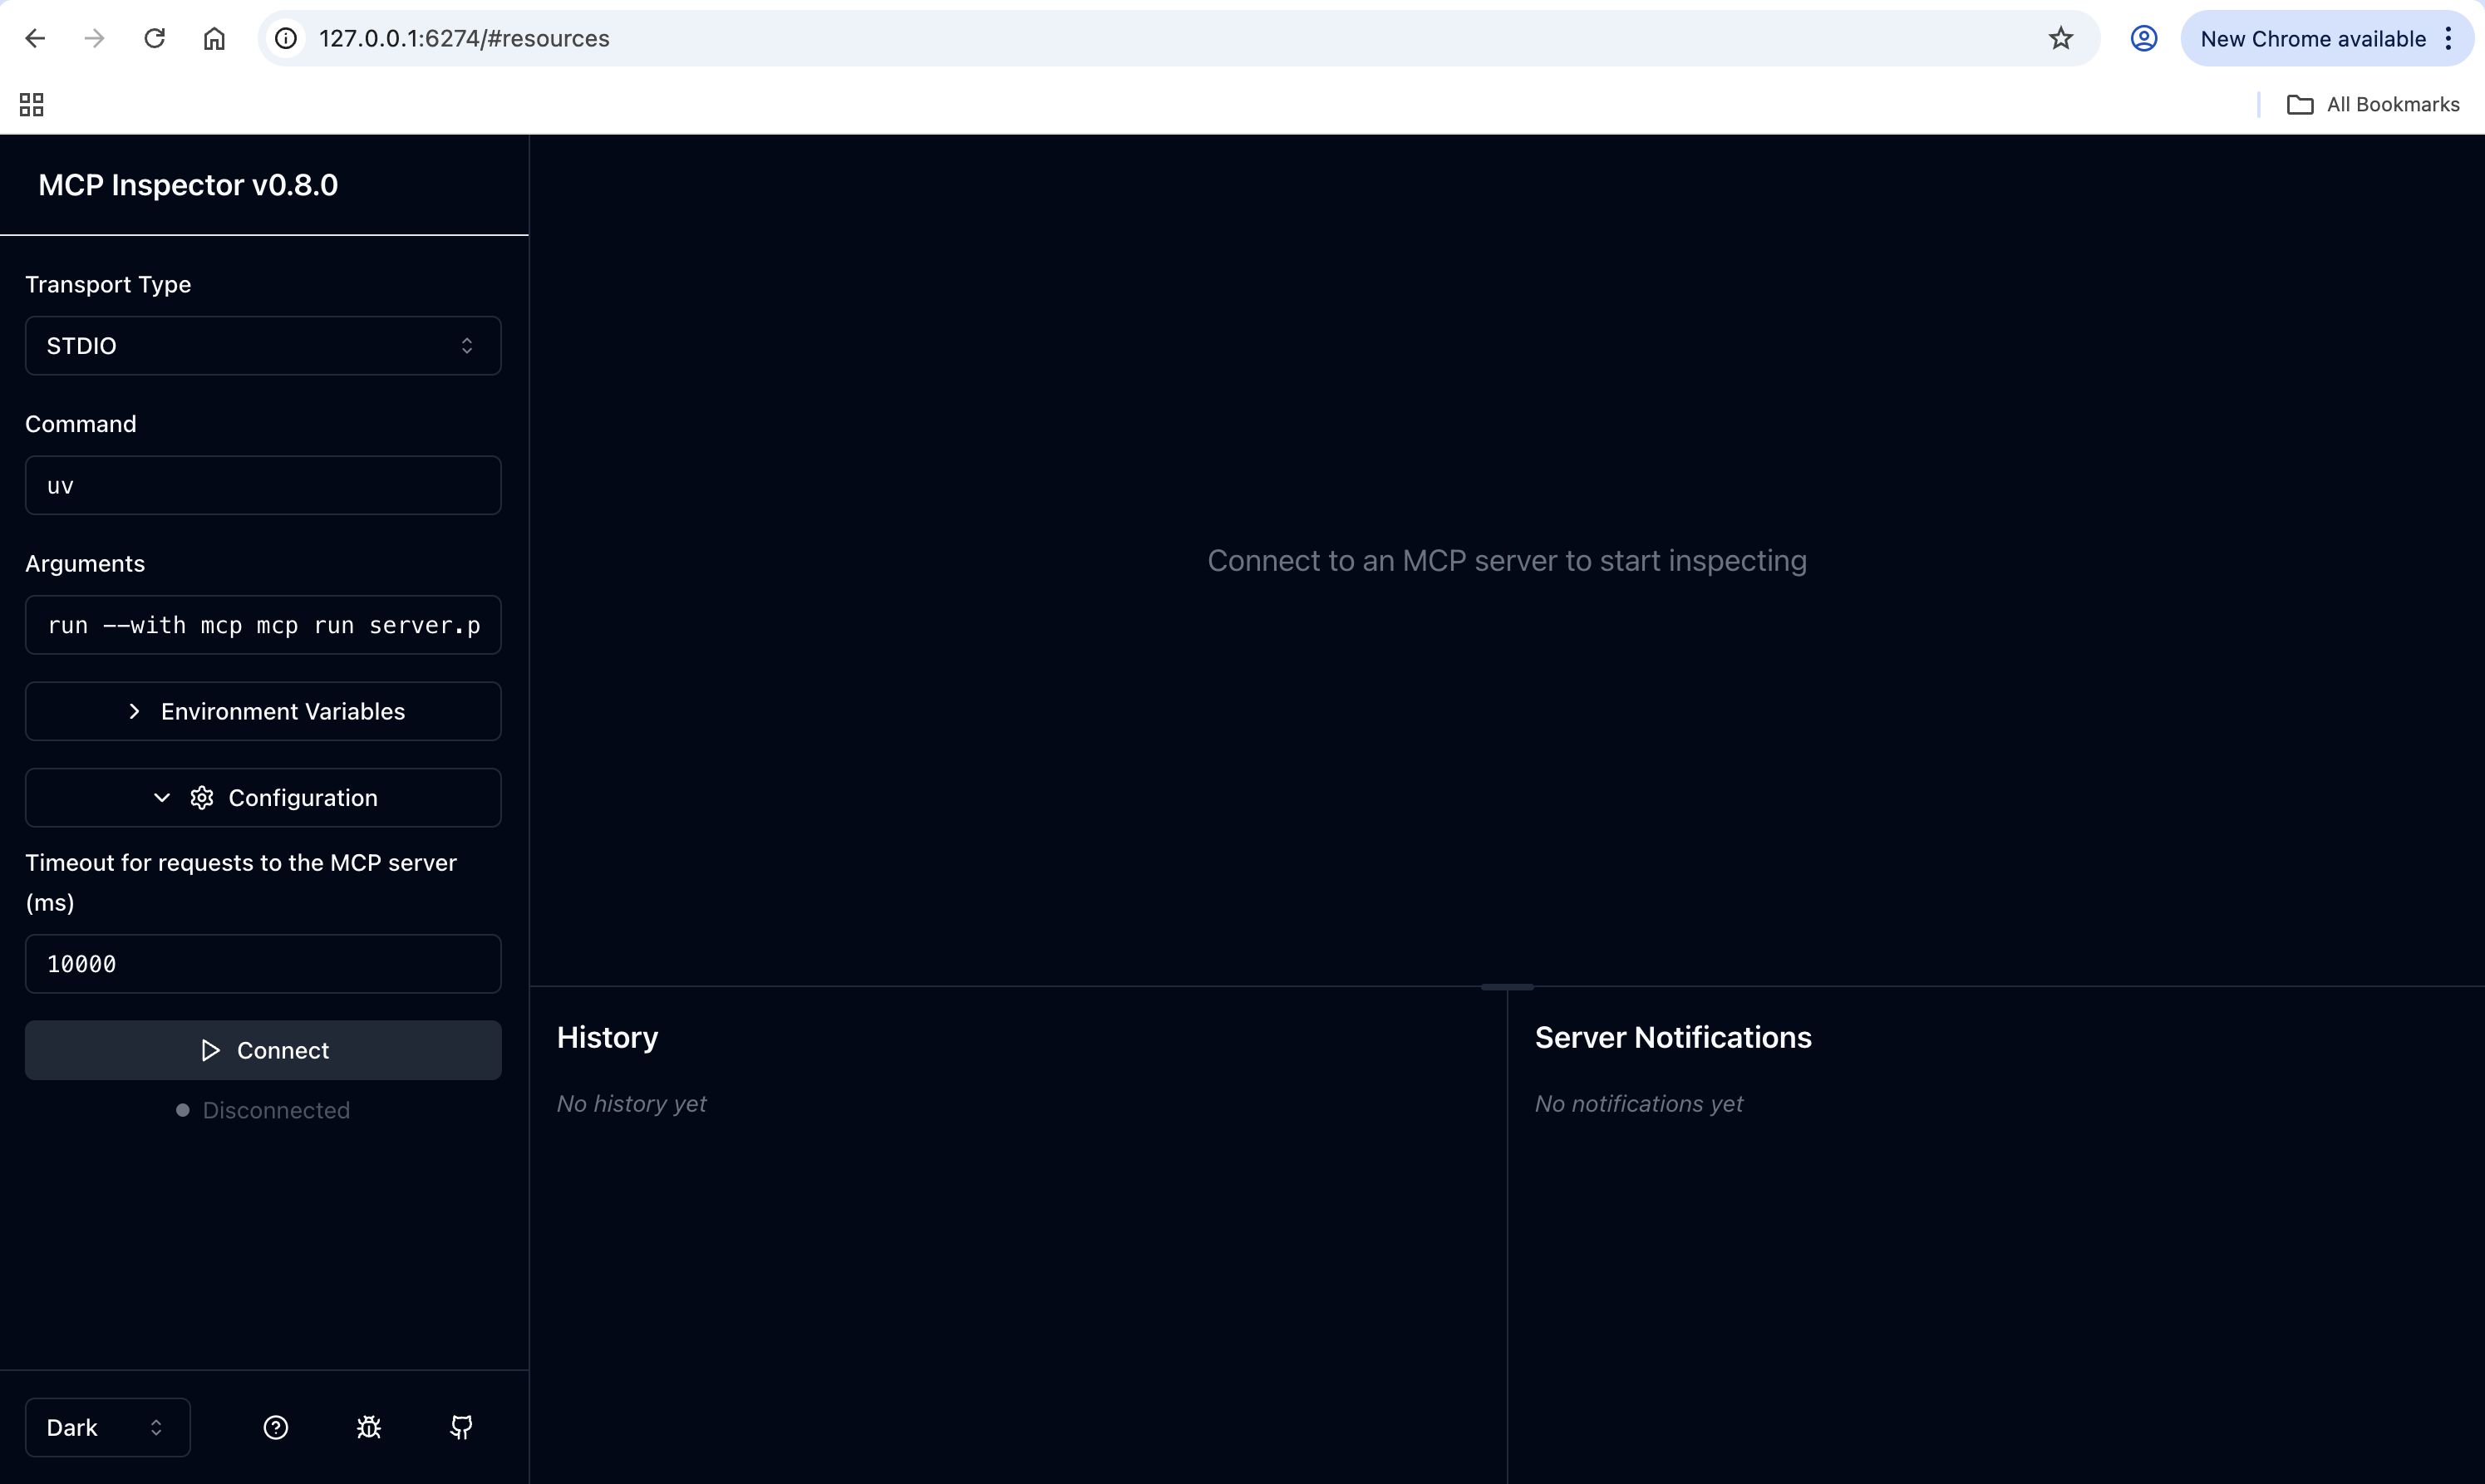 127.0.0.1:6274/#resources
New Chrome available
All Bookmarks
MCP Inspector v0.8.0
Transport Type
STDIO
Command
uv
Arguments
run --with mcp mcp run server.p
Environment Variables
Configuration
Timeout for requests to the MCP server
(ms)
10000
Connect
Disconnected
Dark
Connect to an MCP server to start inspecting
History
No history yet
Server Notifications
No notifications yet